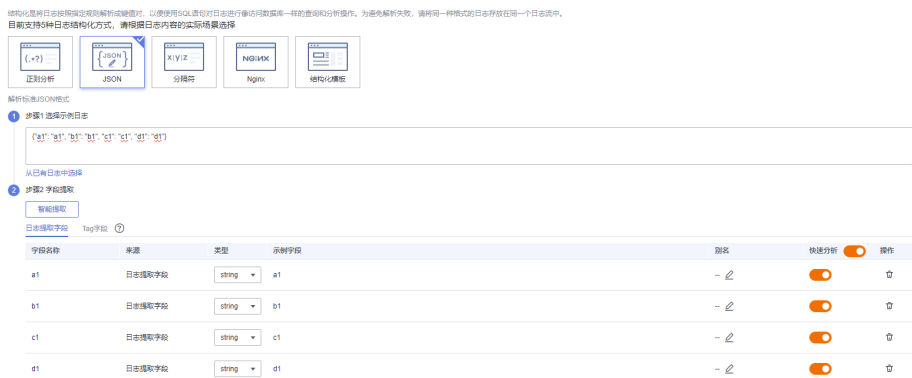 结构化是将日志按照指定规则解析成键值对，以便使用SQL语句对日志进行像访问数据库一样的查询和分析操作。为避免解析失败，请将同一种格式的日志存放在同一个日志流中。
目前支持5种日志结构化方式，请根据日志内容的实际场景选择
(.*?) {JSON} X|Y|Z NGINX
正则分析 JSON 分隔符 Nginx 结构化模板
解析标准JSON格式
1 步骤1 选择示例日志
{"a1": "a1", "b1": "b1", "c1": "c1", "d1": "d1"}
从已有日志中选择
2 步骤2 字段提取
智能提取
日志提取字段 Tag字段 ?
字段名称 来源 类型 示例字段 别名 快速分析 操作
a1 日志提取字段 string a1 --
b1 日志提取字段 string b1 --
c1 日志提取字段 string c1 --
d1 日志提取字段 string d1 --